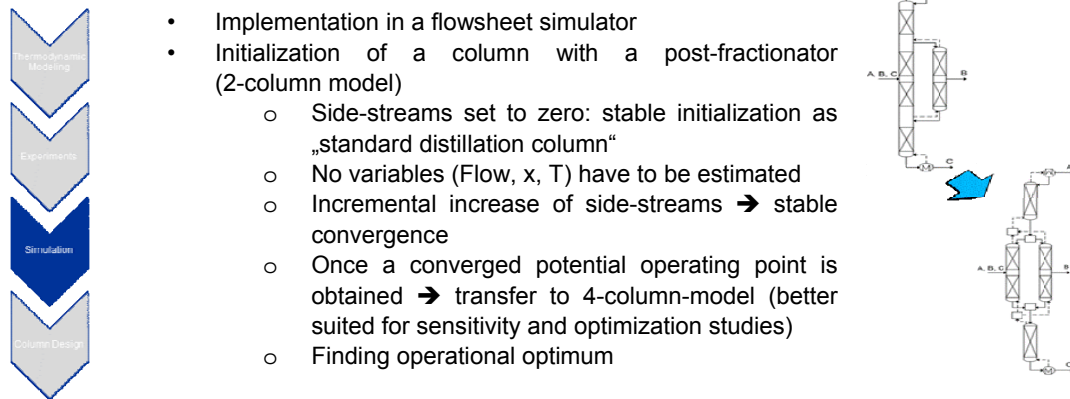 Thermodynamic
Modeling
Experiments
Simulation
Column Design
• Implementation in a flowsheet simulator
• Initialization of a column with a post-fractionator
(2-column model)
o Side-streams set to zero: stable initialization as
„standard distillation column“
o No variables (Flow, x, T) have to be estimated
o Incremental increase of side-streams ➔ stable
convergence
o Once a converged potential operating point is
obtained ➔ transfer to 4-column-model (better
suited for sensitivity and optimization studies)
o Finding operational optimum
A, B, C
B
C
A
A, B, C
B
C